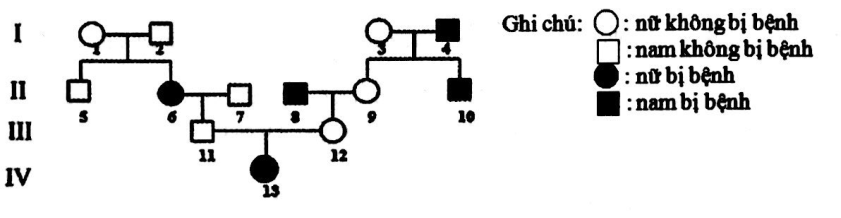 I
1 2 3 4
Ghi chú: : nữ không bị bệnh
: nam không bị bệnh
: nữ bị bệnh
: nam bị bệnh
II
5 6 7 8 9 10
III
11 12
IV
13